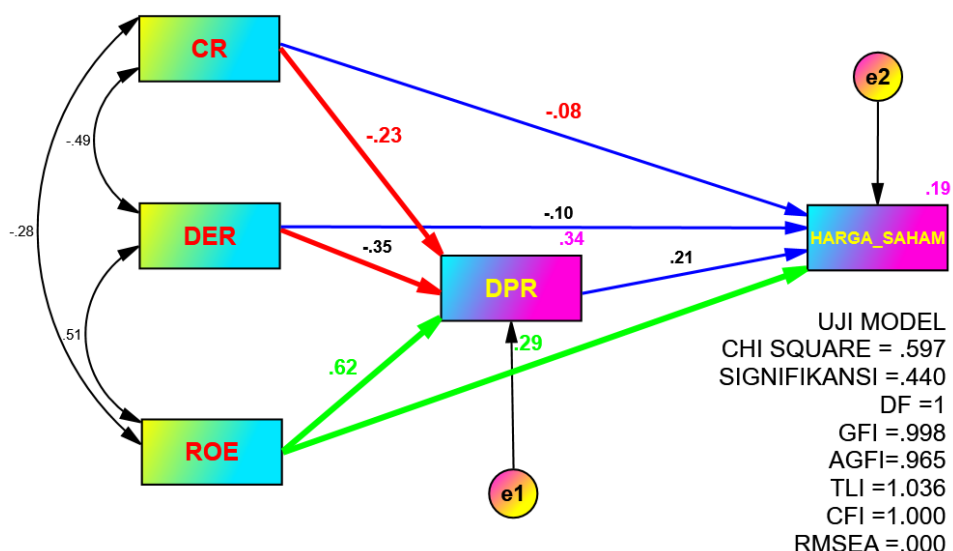 CR
e2
-.08
-.23
-.49
.19
-.28
DER
-.10
HARGA_SAHAM
-.35
.34
.21
DPR
.51
UJI MODEL
.62
.29
CHI SQUARE = .597
SIGNIFIKANSI =.440
DF =1
ROE
GFI =.998
AGFI=.965
e1
TLI =1.036
CFI =1.000
RMSEA =.000